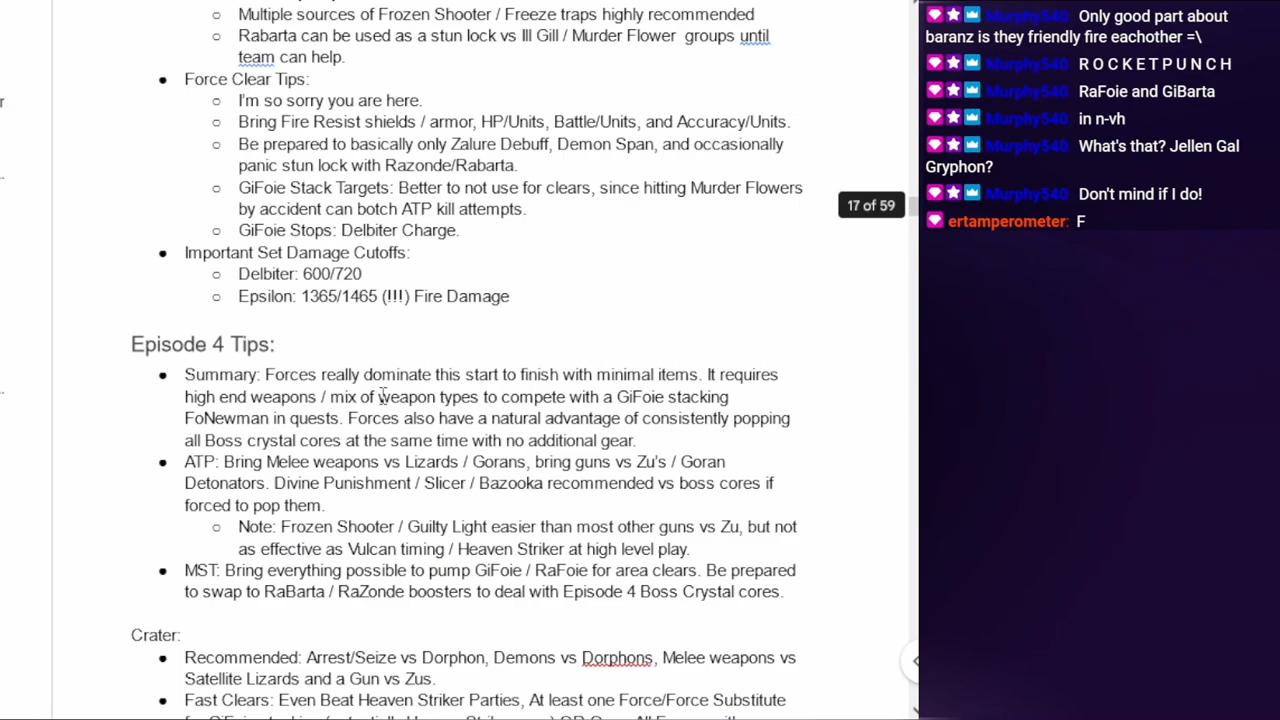 Multiple sources of Frozen Shooter / Freeze traps highly recommended
Rabarta can be used as a stun lock vs Ill Gill / Murder Flower groups until
team can help.
Force Clear Tips:
I'm so sorry you are here.
Bring Fire Resist shields / armor, HP/Units, Battle/Units, and Accuracy/Units.
Be prepared to basically only Zalure Debuff, Demon Span, and occasionally
panic stun lock with Razonde/Rabarta.
GiFoie Stack Targets: Better to not use for clears, since hitting Murder Flowers
by accident can botch ATP kill attempts.
GiFoie Stops: Delbiter Charge.
Important Set Damage Cutoffs:
Delbiter: 600/720
Epsilon: 1365/1465 (!!!) Fire Damage
Episode 4 Tips:
Summary: Forces really dominate this start to finish with minimal items. It requires
high end weapons / mix of weapon types to compete with a GiFoie stacking
FoNewman in quests. Forces also have a natural advantage of consistently popping
all Boss crystal cores at the same time with no additional gear.
ATP: Bring Melee weapons vs Lizards / Gorans, bring guns vs Zu's / Goran
Detonators. Divine Punishment / Slicer / Bazooka recommended vs boss cores if
forced to pop them.
Note: Frozen Shooter / Guilty Light easier than most other guns vs Zu, but not
as effective as Vulcan timing / Heaven Striker at high level play.
MST: Bring everything possible to pump GiFoie / RaFoie for area clears. Be prepared
to swap to RaBarta / RaZonde boosters to deal with Episode 4 Boss Crystal cores.
Crater:
Recommended: Arrest/Seize vs Dorphon, Demons vs Dorphons, Melee weapons vs
Satellite Lizards and a Gun vs Zus.
Fast Clears: Even Beat Heaven Striker Parties, At least one Force/Force Substitute
17 of 59
Murphy540 Only good part about
baranz is they friendly fire eachother =\
Murphy540 R O C K E T P U N C H
Murphy540 RaFoie and GiBarta
Murphy540 in n-vh
Murphy540 What's that? Jellen Gal
Gryphon?
Murphy540 Don't mind if I do!
ertamperometer: F